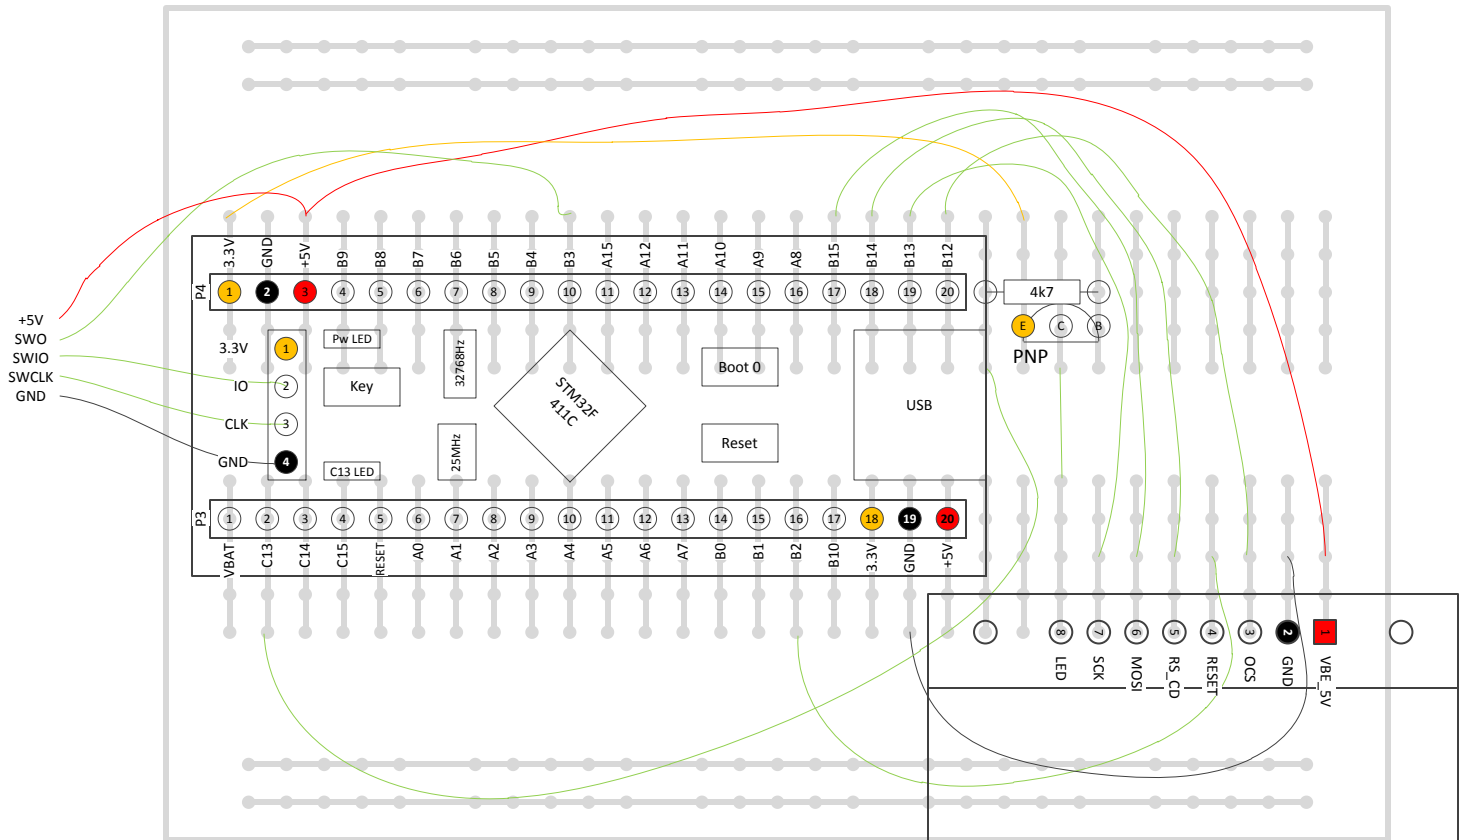 3.3V
GND
+5V
B9
B8
B7
B6
B5
B4
B3
A15
A12
A11
A10
A9
A8
B15
B14
B13
B12
P4
1
2
3
4
5
6
7
8
9
10
11
12
13
14
15
16
17
18
19
20
4k7
E
C
B
PNP
+5V
SWO
SWIO
SWCLK
GND
3.3V
1
IO
2
CLK
3
GND
4
Pw LED
Key
C13 LED
32768Hz
25MHz
STM32F
411C
Boot 0
Reset
USB
P3
1
2
3
4
5
6
7
8
9
10
11
12
13
14
15
16
17
18
19
20
VBAT
C13
C14
C15
RESET
A0
A1
A2
A3
A4
A5
A6
A7
B0
B1
B2
B10
3.3V
GND
+5V
8
7
6
5
4
3
2
1
LED
SCK
MOSI
RS_CD
RESET
OCS
GND
VBE_5V